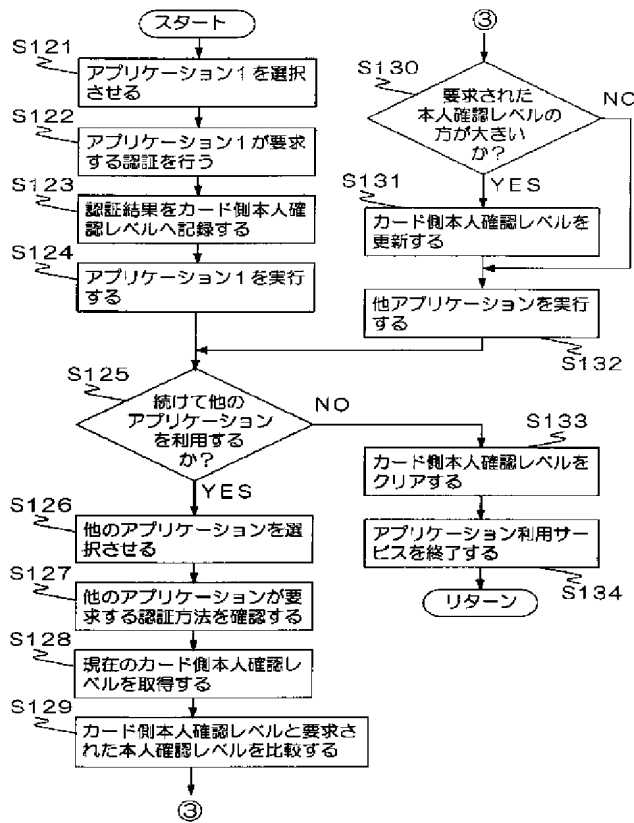 スタート
S121
アプリケーション1を選択
させる
S122
アプリケーション1が要求
する認証を行う
S123
認証結果をカード側本人確
認レベルへ記録する
S124
アプリケーション1を実行
する
S125
続けて他の
アプリケーション
を利用する
か?
NO
YES
S126
他のアプリケーションを選
択させる
S127
他のアプリケーションが要
求する認証方法を確認する
S128
現在のカード側本人確認レ
ベルを取得する
S129
カード側本人確認レベルと要求さ
れた本人確認レベルを比較する
③
③
S130
要求された
本人確認レベルの
方が大きい
か?
NO
YES
S131
カード側本人確認レベルを
更新する
他アプリケーションを実行
する
S132
S133
カード側本人確認レベルを
クリアする
アプリケーション利用サー
ビスを終了する
S134
リターン